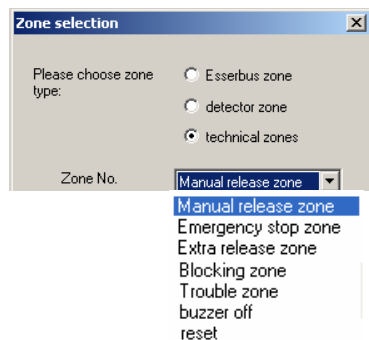 Zone selection
Please choose zone
type:
Esserbus zone
detector zone
technical zones
Zone No.
Manual release zone
Manual release zone
Emergency stop zone
Extra release zone
Blocking zone
Trouble zone
buzzer off
reset